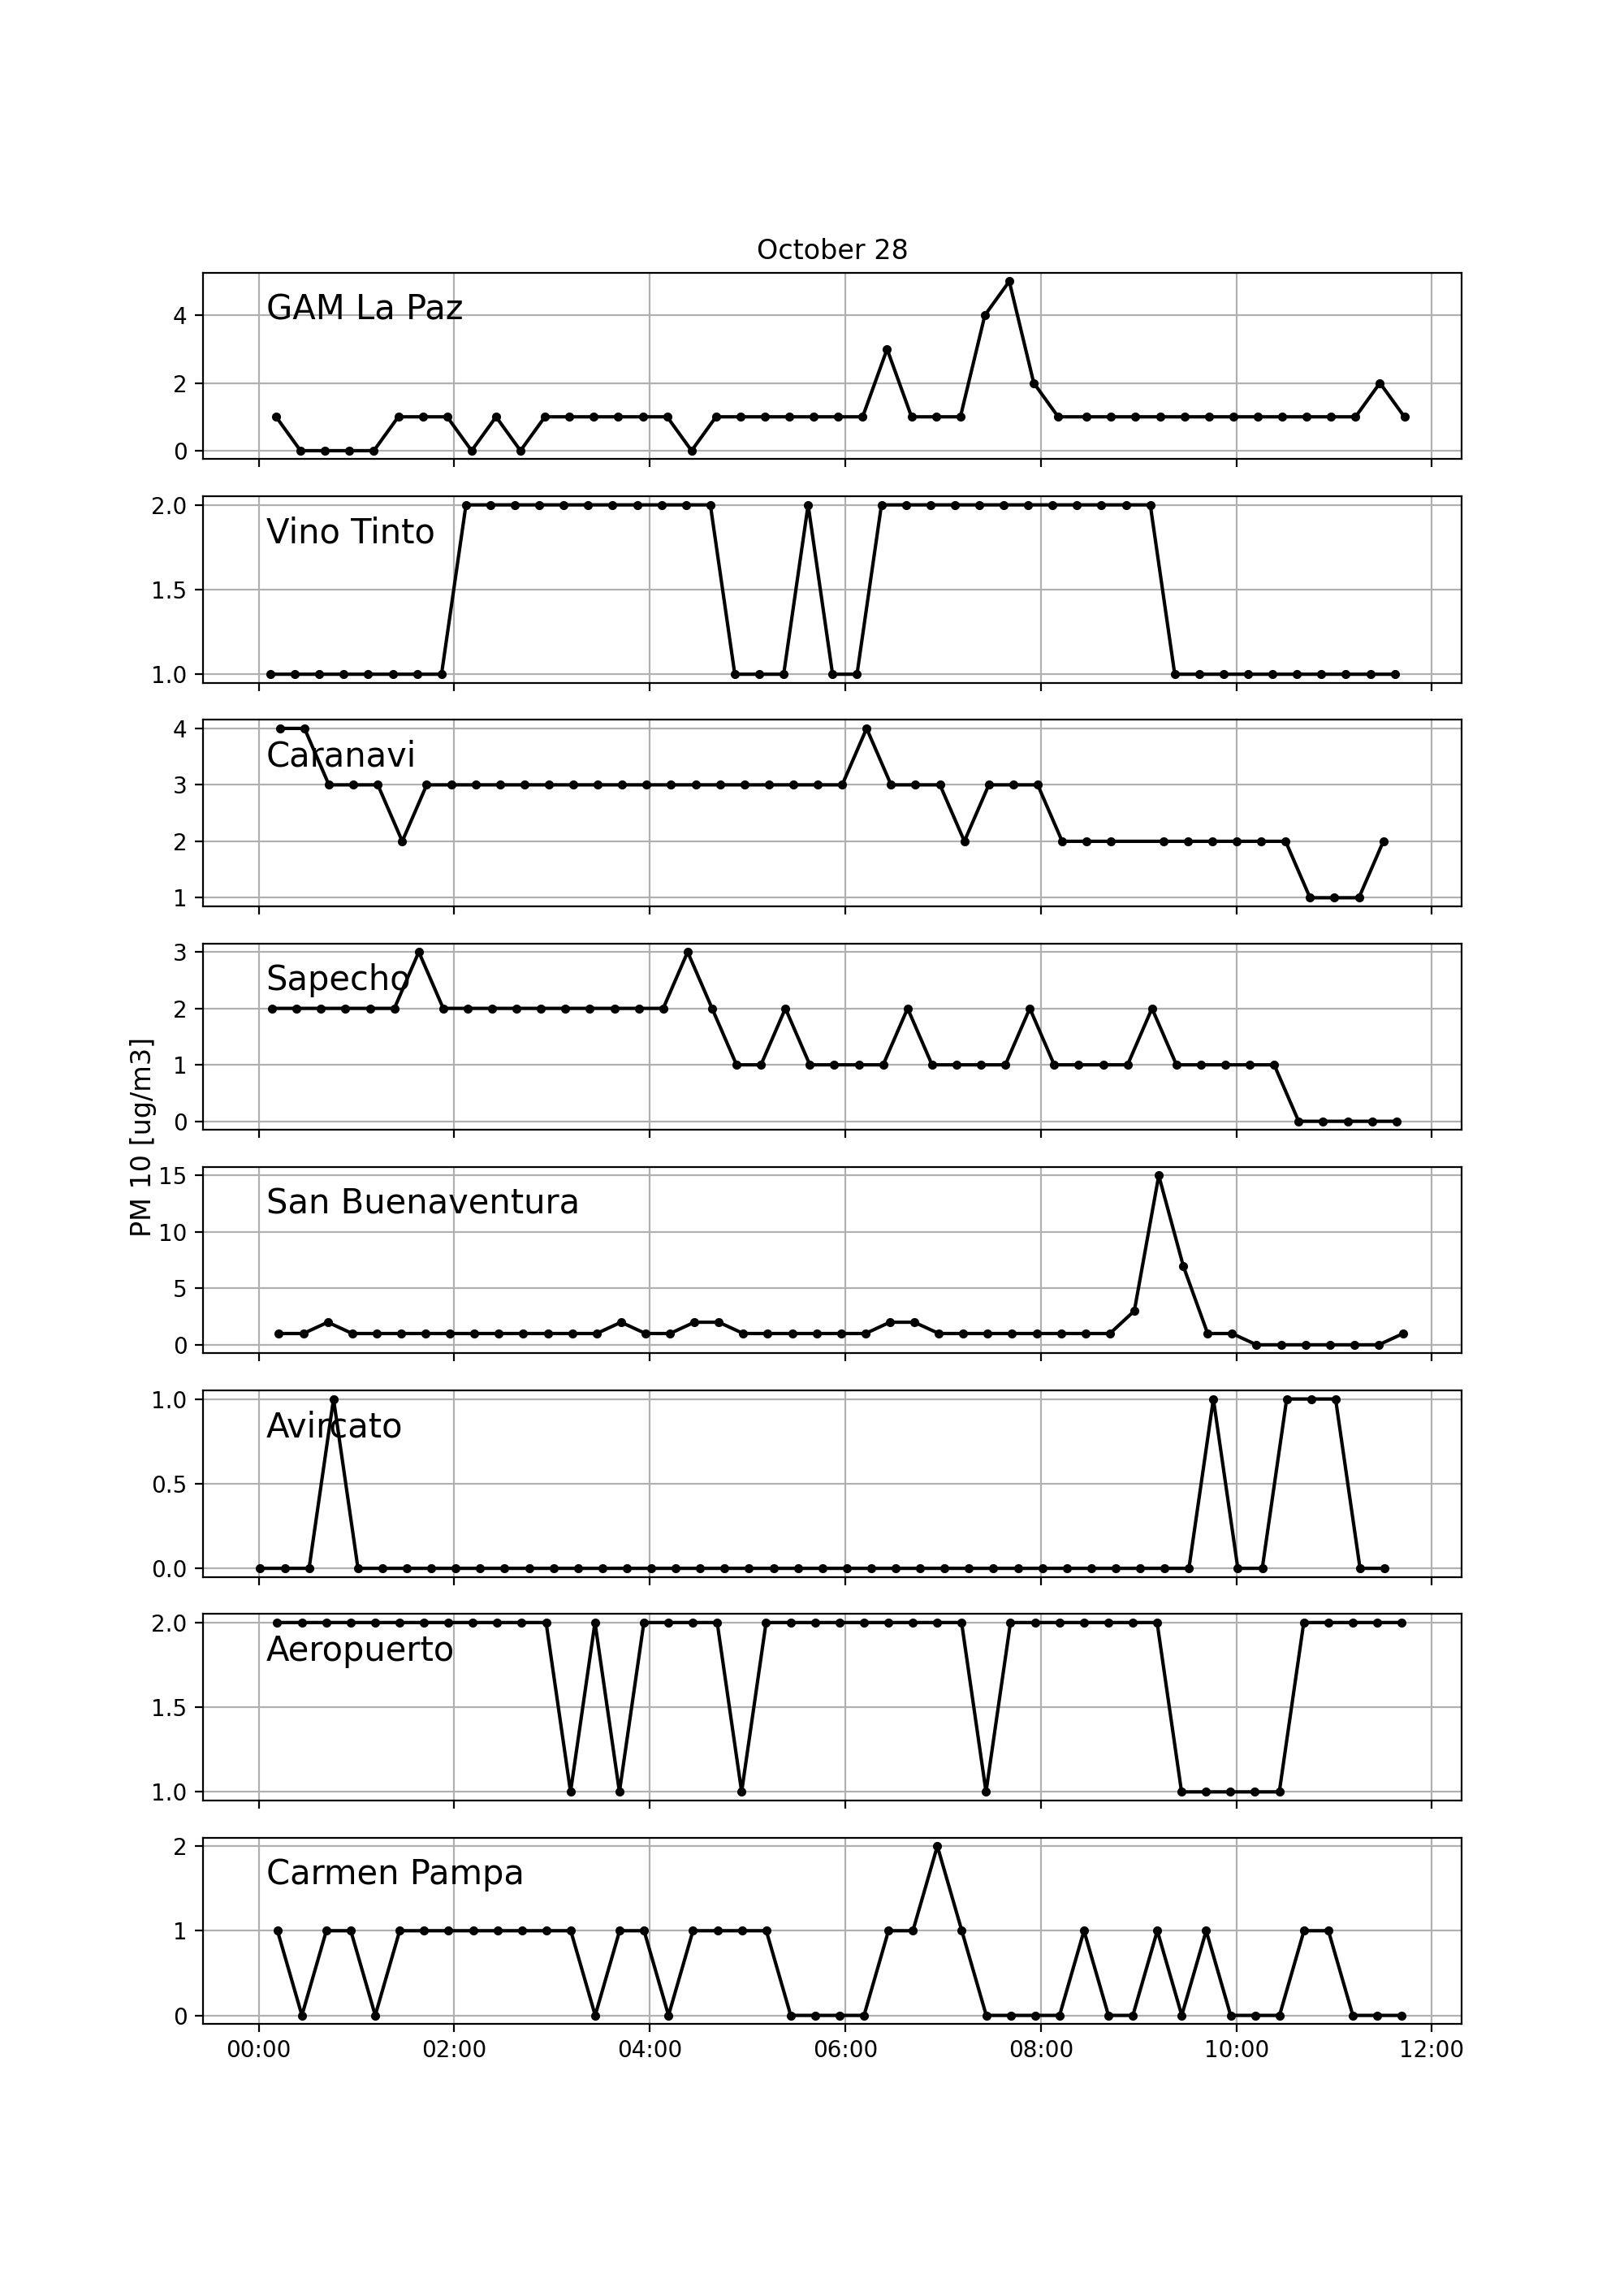 October 28
GAM La Paz
4
2
0
Vino Tinto
2.0
1.5
1.0
Caranavi
4
3
2
1
Sapecho
3
2
1
0
PM 10 [ug/m3]
San Buenaventura
15
10
5
0
Avircato
1.0
0.5
0.0
Aeropuerto
2.0
1.5
1.0
Carmen Pampa
2
1
0
00:00 02:00 04:00 06:00 08:00 10:00 12:00